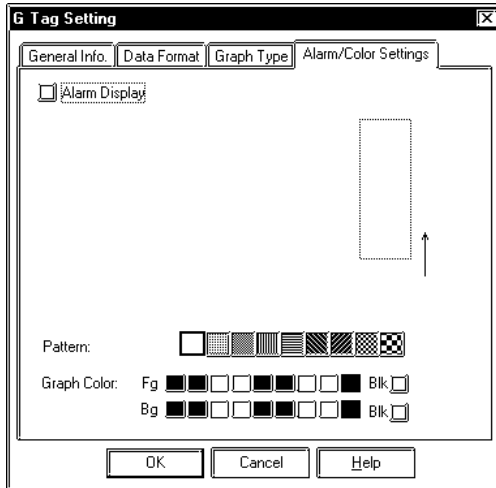 G Tag Setting
General Info. Data Format Graph Type Alarm/Color Settings
Alarm Display
Pattern:
Graph Color: Fg Blk
Bg Blk
OK Cancel Help